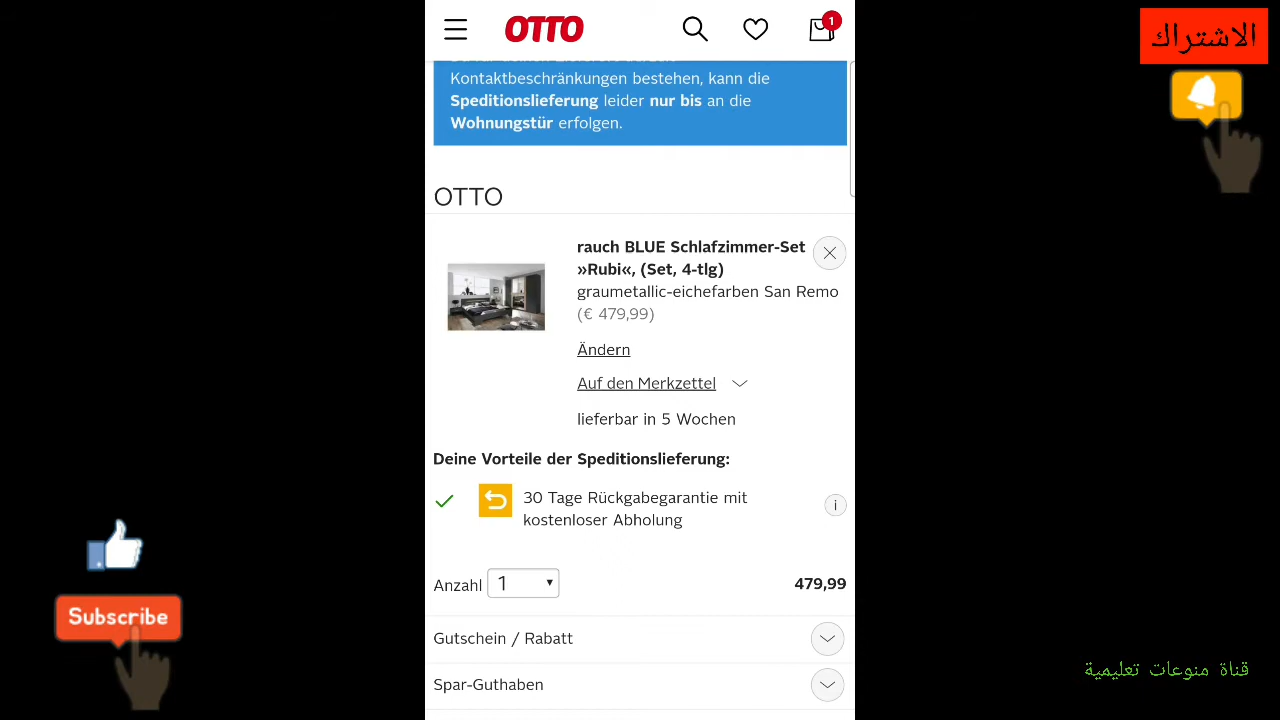 OTTO
1
الاشتراك
Kontaktbeschränkungen bestehen, kann die
Speditionslieferung leider nur bis an die
Wohnungstür erfolgen.
OTTO
rauch BLUE Schlafzimmer-Set
»Rubi«, (Set, 4-tlg)
graumetallic-eichefarben San Remo
(€ 479,99)
Ändern
Auf den Merkzettel
lieferbar in 5 Wochen
Deine Vorteile der Speditionslieferung:
30 Tage Rückgabegarantie mit
kostenloser Abholung
i
Anzahl 1 479,99
Subscribe
Gutschein / Rabatt
قناة منوعات تعليمية
Spar-Guthaben